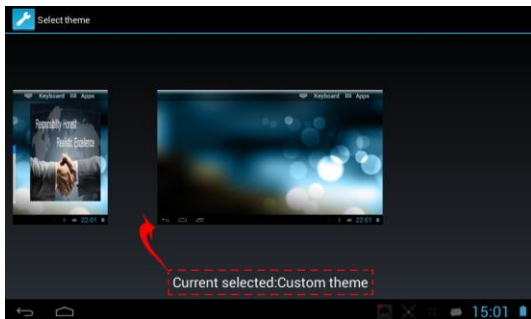 Select theme
Keyboard Apps
Responsibility Honest
Realistic Excellence
22:01
Keyboard Apps
22:01
Current selected:Custom theme
15:01